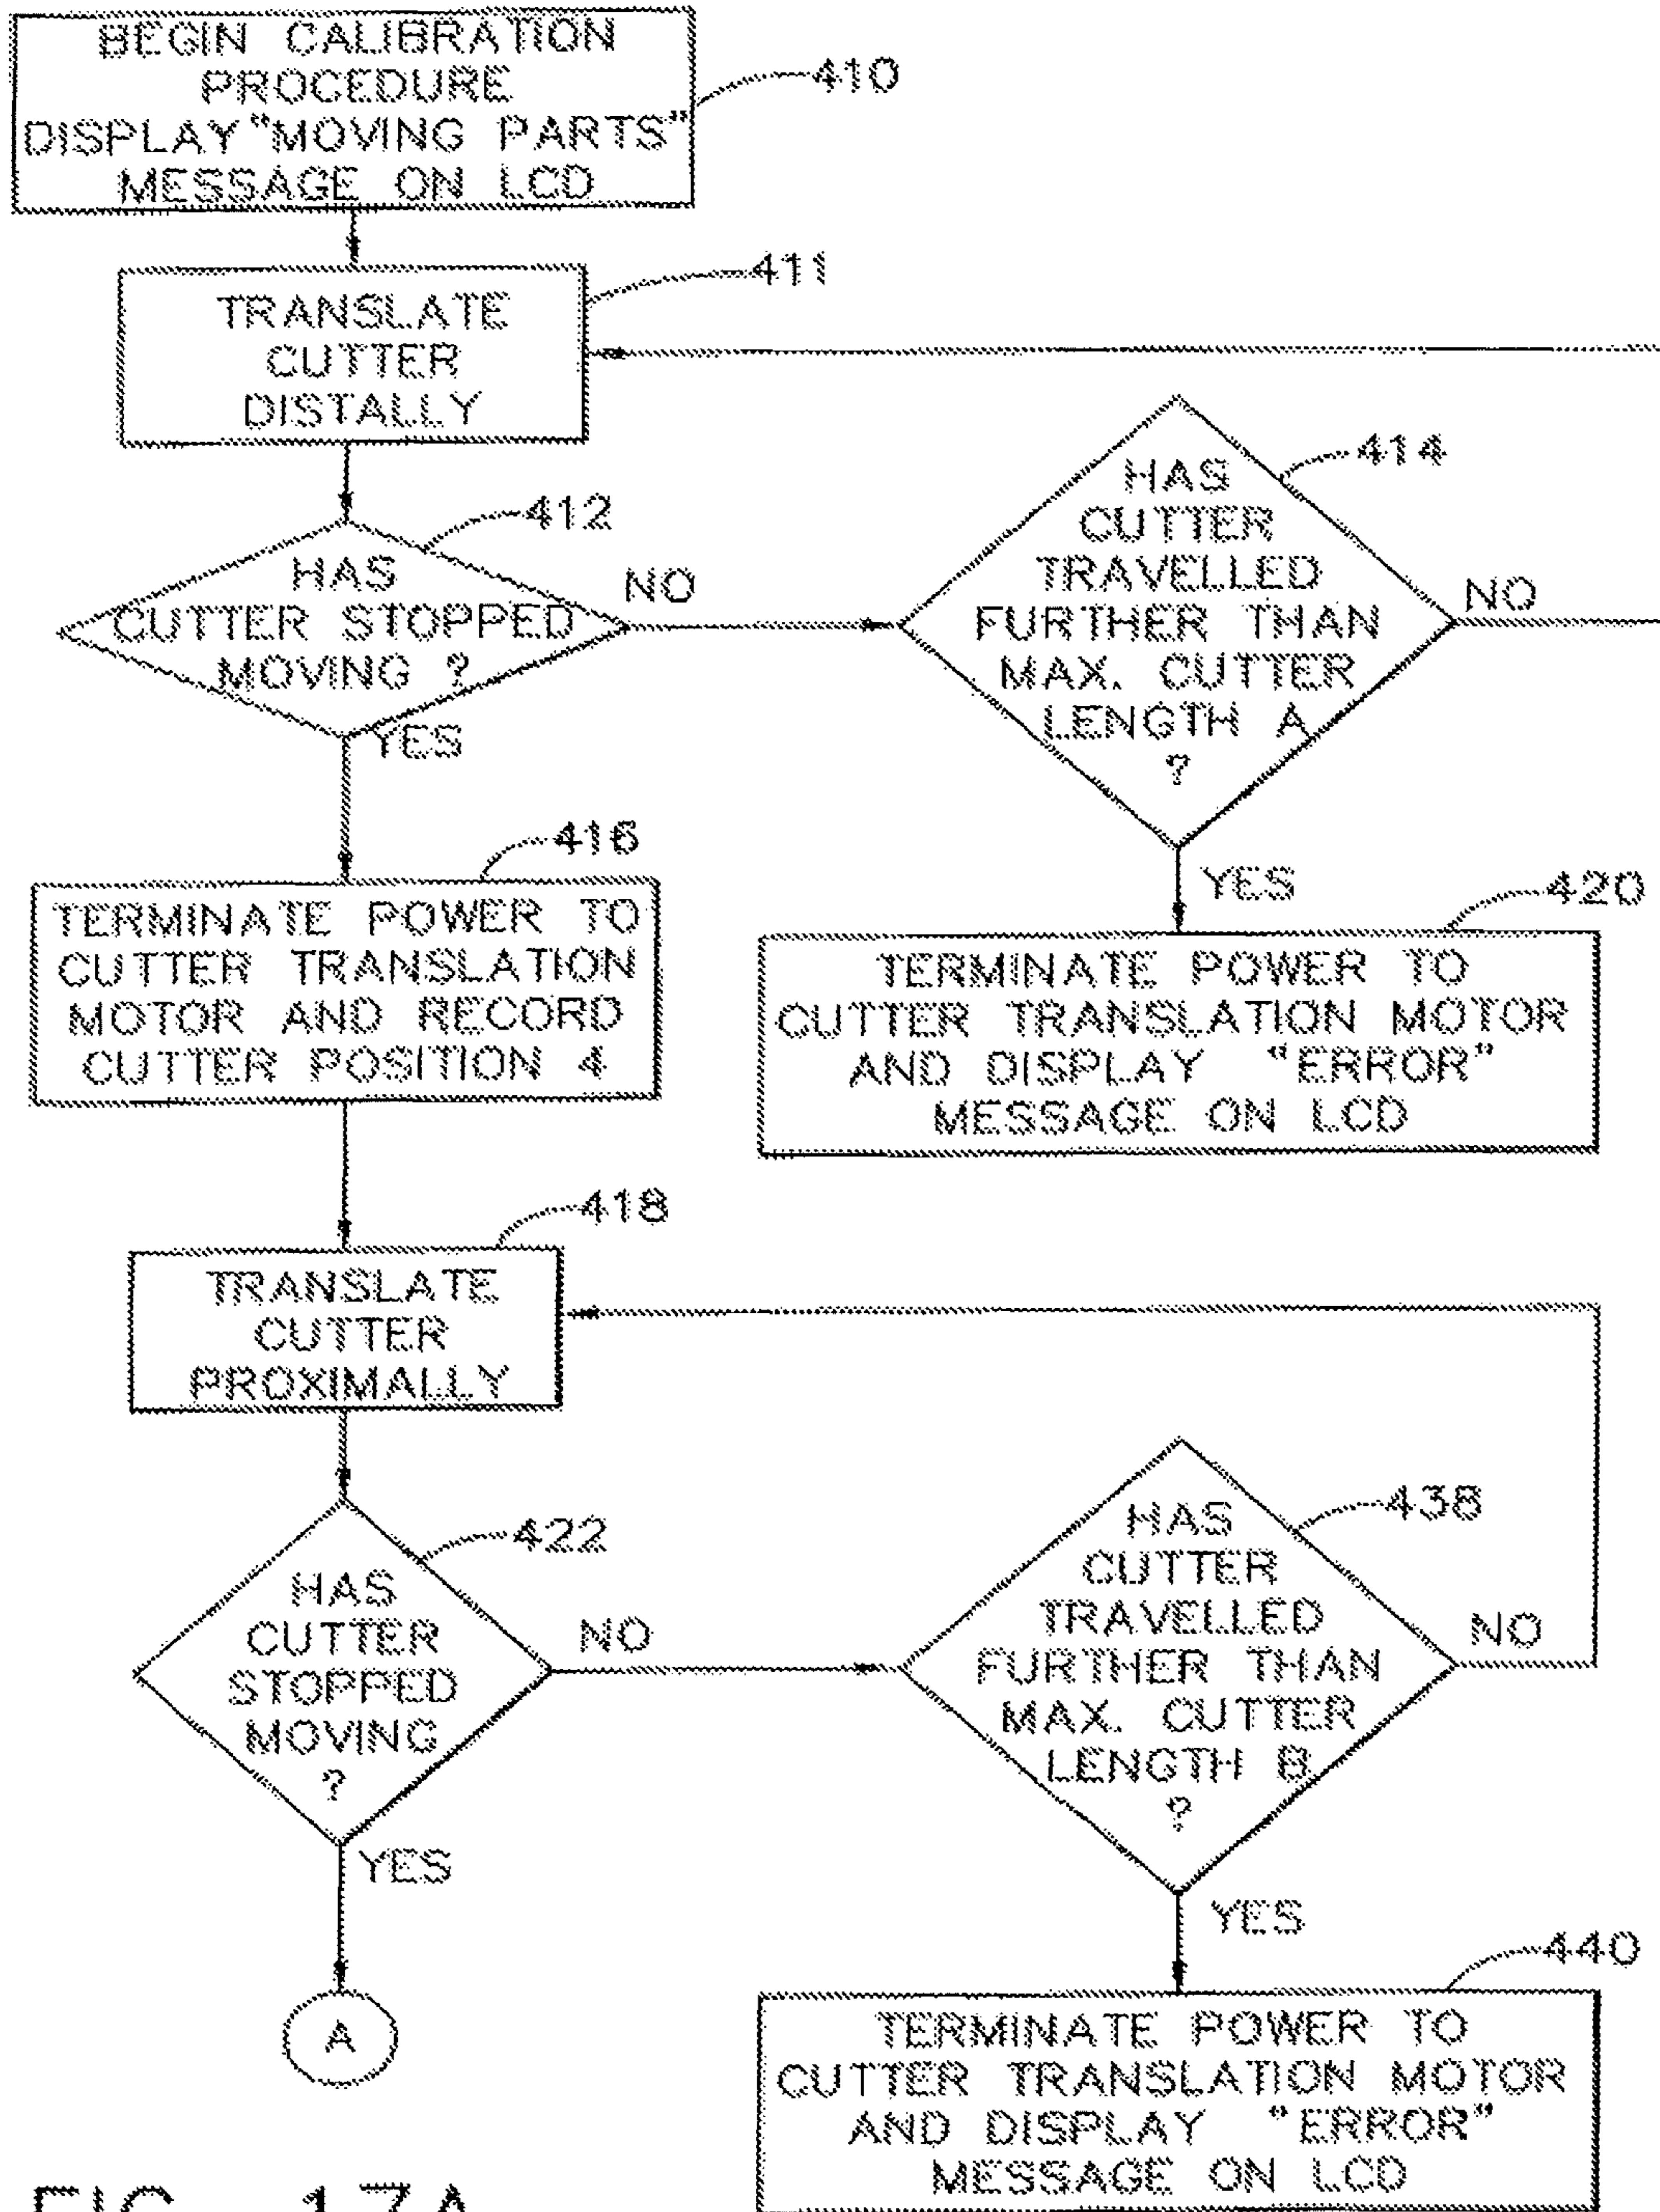 BEGIN CALIBRATION
PROCEDURE
DISPLAY "MOVING PARTS"
MESSAGE ON LCD
410
TRANSLATE
CUTTER
DISTALLY
411
HAS
CUTTER STOPPED
MOVING ?
412
NO
YES
HAS
CUTTER
TRAVELLED
FURTHER THAN
MAX. CUTTER
LENGTH A
?
414
NO
YES
TERMINATE POWER TO
CUTTER TRANSLATION
MOTOR AND RECORD
CUTTER POSITION 4
416
TERMINATE POWER TO
CUTTER TRANSLATION MOTOR
AND DISPLAY "ERROR"
MESSAGE ON LCD
420
TRANSLATE
CUTTER
PROXIMALLY
418
HAS
CUTTER
STOPPED
MOVING
?
422
NO
YES
HAS
CUTTER
TRAVELLED
FURTHER THAN
MAX. CUTTER
LENGTH B
?
438
NO
YES
A
TERMINATE POWER TO
CUTTER TRANSLATION MOTOR
AND DISPLAY "ERROR"
MESSAGE ON LCD
440
FIG. 17A